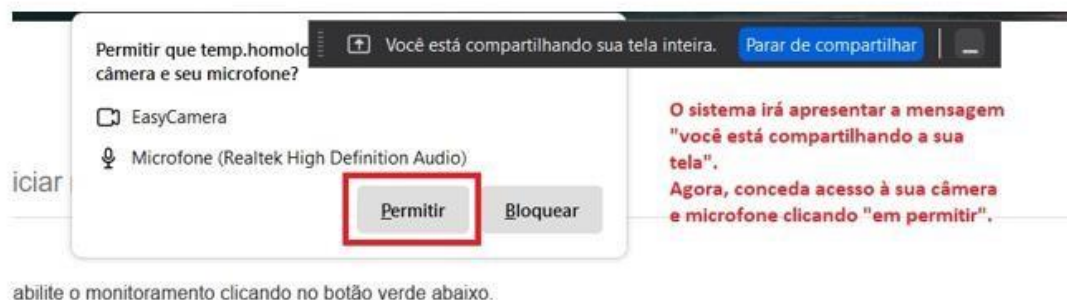 Permitir que temp.homolo
câmera e seu microfone?
Você está compartilhando sua tela inteira. Parar de compartilhar
EasyCamera
Microfone (Realtek High Definition Audio)
iciar
Permitir Bloquear
O sistema irá apresentar a mensagem
"você está compartilhando a sua
tela".
Agora, conceda acesso à sua câmera
e microfone clicando "em permitir".
abilite o monitoramento clicando no botão verde abaixo.